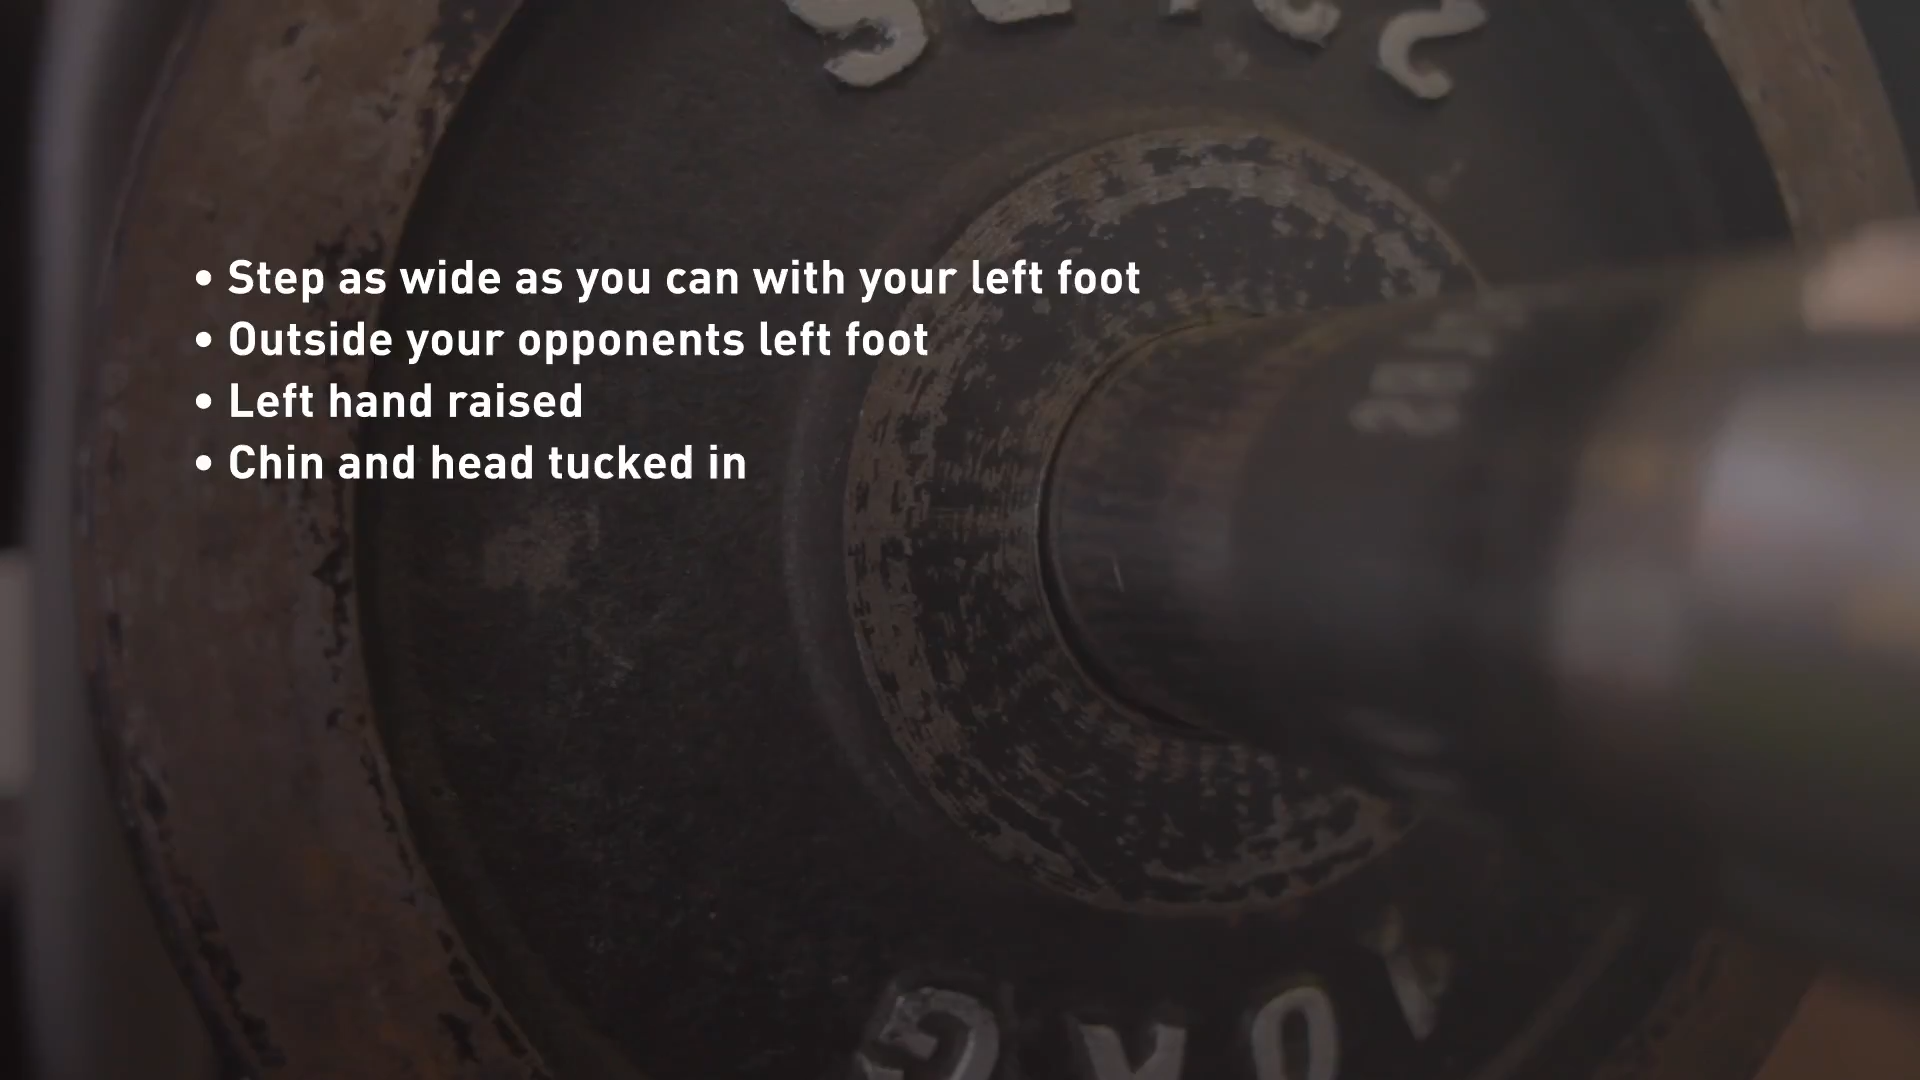 • Step as wide as you can with your left foot
• Outside your opponents left foot
• Left hand raised
• Chin and head tucked in